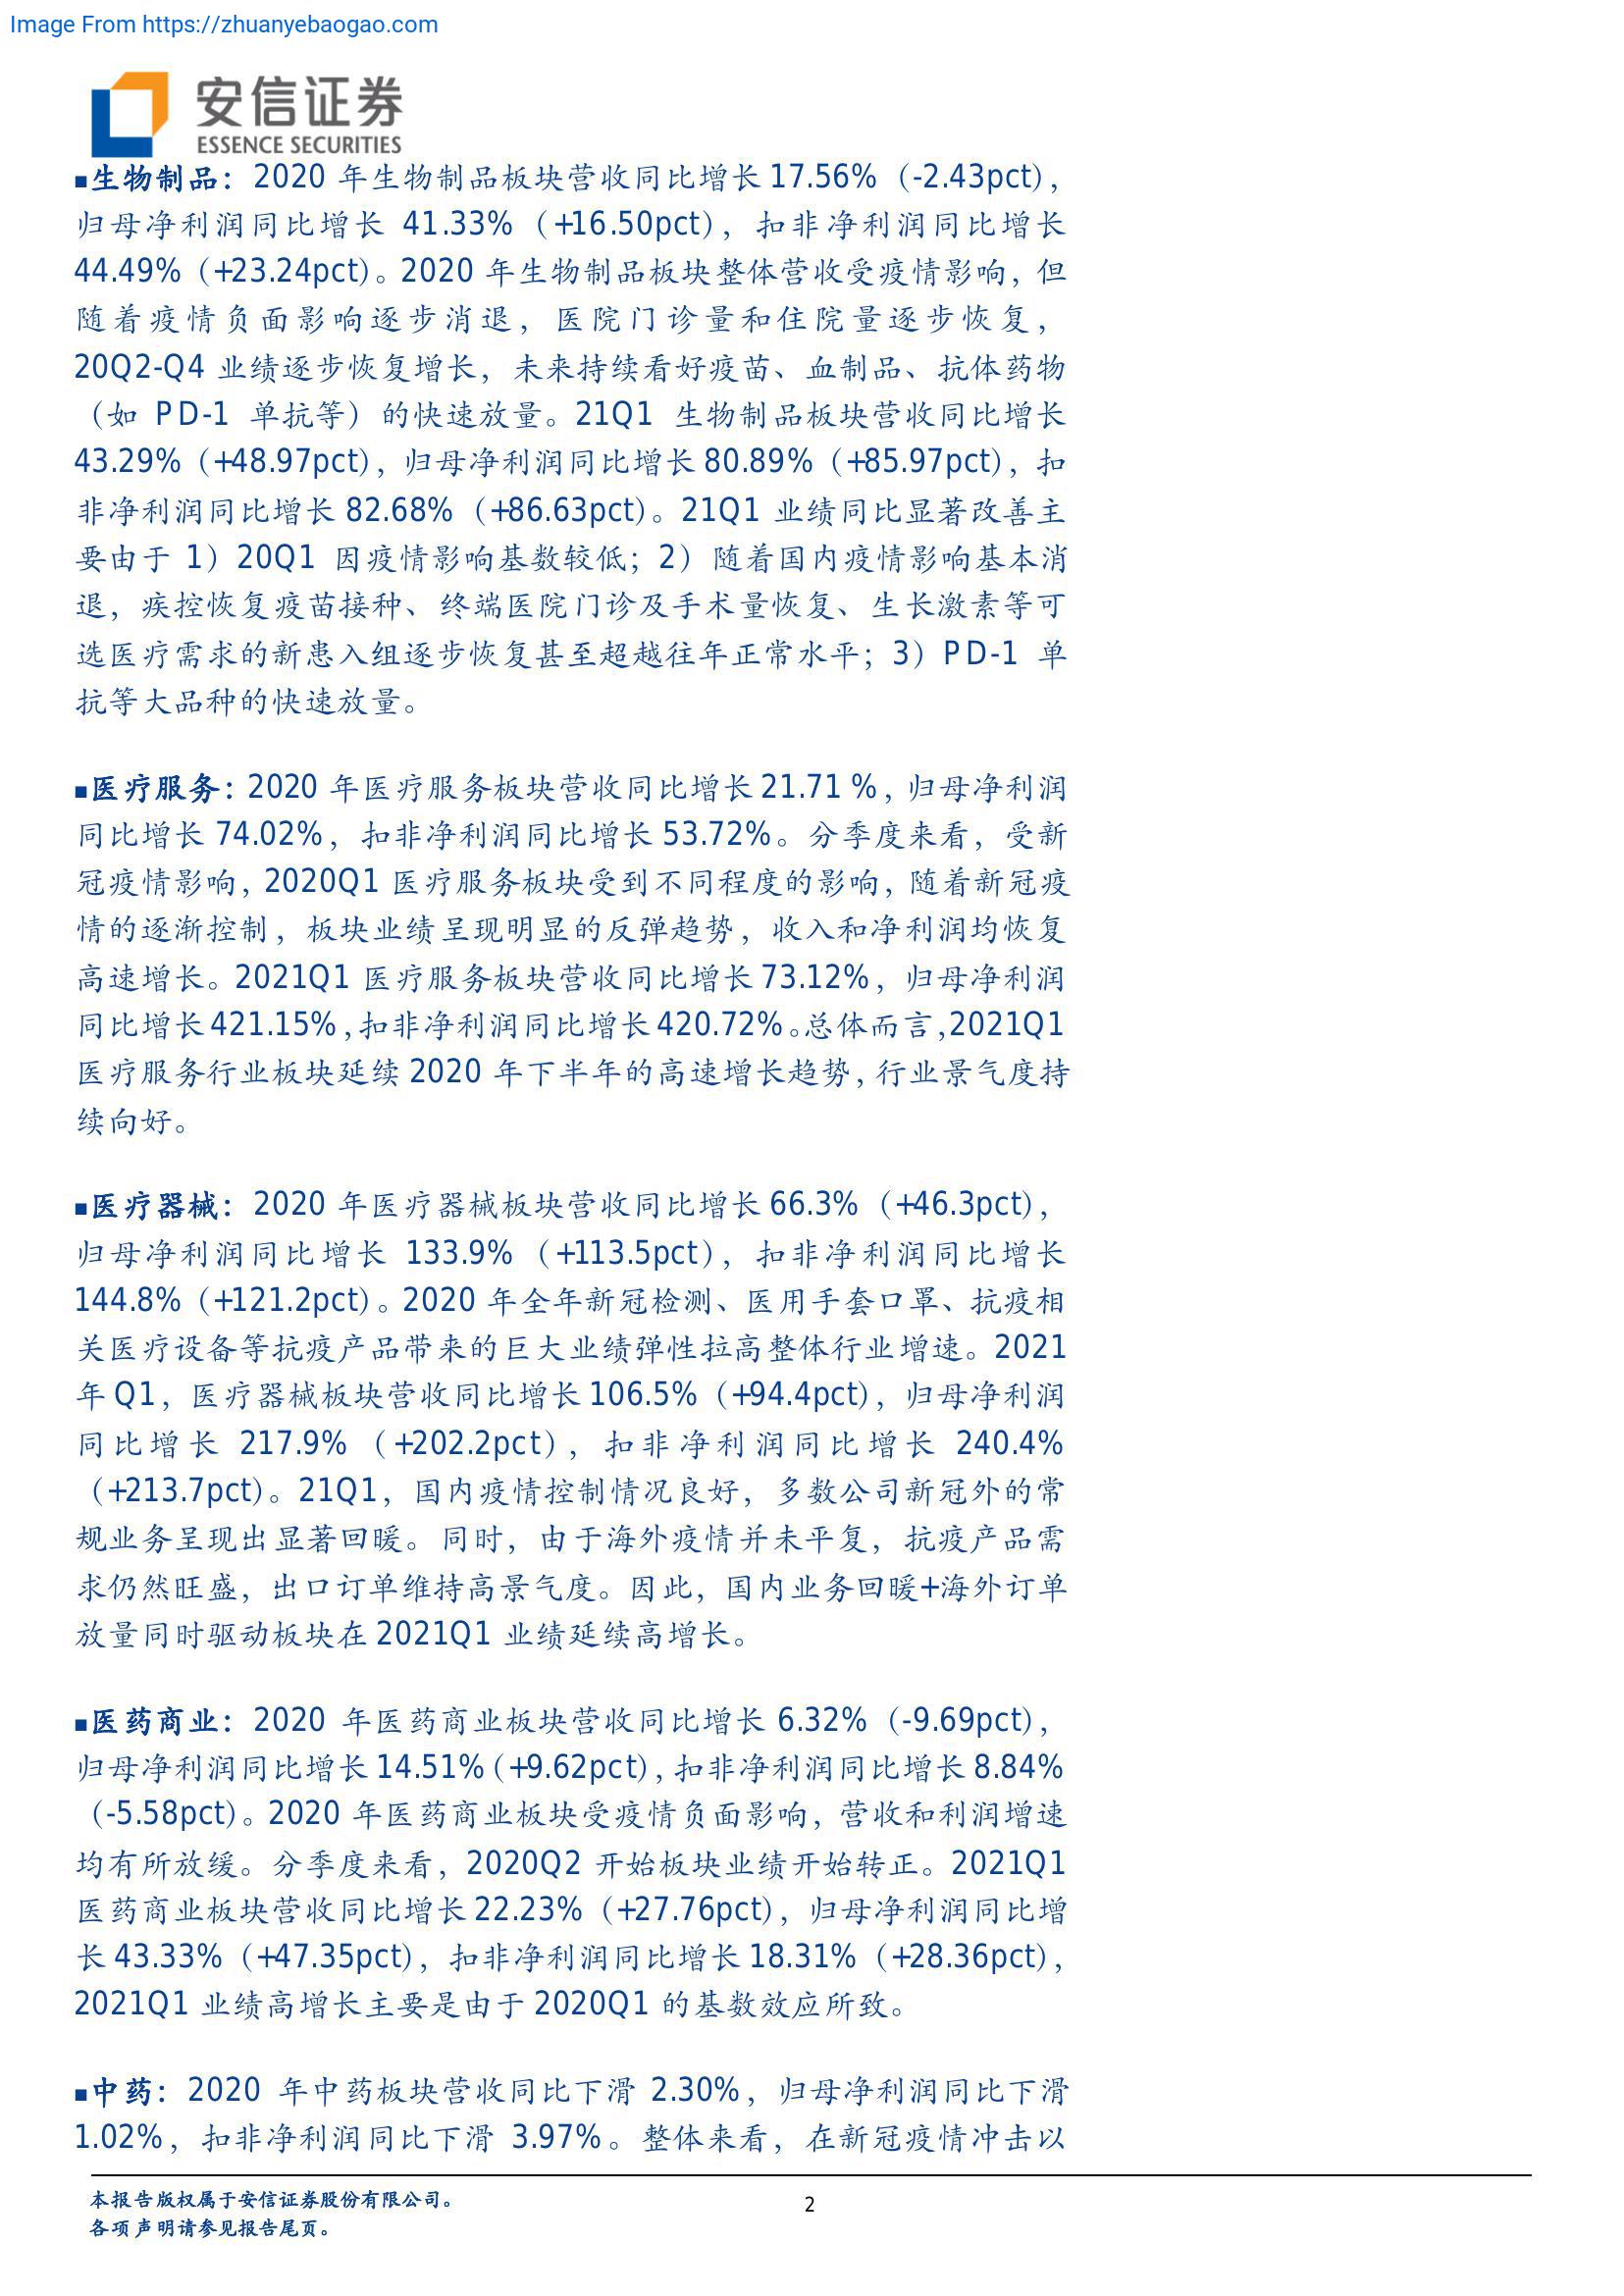 Image From https://zhuanyebaogao.com
安信证券
ESSENCE SECURITIES
■生物制品：2020 年生物制品板块营收同比增长 17.56%（-2.43pct），
归母净利润同比增长 41.33%（+16.50pct），扣非净利润同比增长
44.49%（+23.24pct）。2020 年生物制品板块整体营收受疫情影响，但
随着疫情负面影响逐步消退，医院门诊量和住院量逐步恢复，
20Q2-Q4 业绩逐步恢复增长，未来持续看好疫苗、血制品、抗体药物
（如 PD-1 单抗等）的快速放量。21Q1 生物制品板块营收同比增长
43.29%（+48.97pct），归母净利润同比增长 80.89%（+85.97pct），扣
非净利润同比增长 82.68%（+86.63pct）。21Q1 业绩同比显著改善主
要由于 1）20Q1 因疫情影响基数较低；2）随着国内疫情影响基本消
退，疾控恢复疫苗接种、终端医院门诊及手术量恢复、生长激素等可
选医疗需求的新患入组逐步恢复甚至超越往年正常水平；3）PD-1 单
抗等大品种的快速放量。
■医疗服务：2020 年医疗服务板块营收同比增长 21.71 %，归母净利润
同比增长 74.02%，扣非净利润同比增长 53.72%。分季度来看，受新
冠疫情影响，2020Q1 医疗服务板块受到不同程度的影响，随着新冠疫
情的逐渐控制，板块业绩呈现明显的反弹趋势，收入和净利润均恢复
高速增长。2021Q1 医疗服务板块营收同比增长 73.12%，归母净利润
同比增长 421.15%，扣非净利润同比增长 420.72%。总体而言，2021Q1
医疗服务行业板块延续 2020 年下半年的高速增长趋势，行业景气度持
续向好。
■医疗器械：2020 年医疗器械板块营收同比增长 66.3%（+46.3pct），
归母净利润同比增长 133.9%（+113.5pct），扣非净利润同比增长
144.8%（+121.2pct）。2020 年全年新冠检测、医用手套口罩、抗疫相
关医疗设备等抗疫产品带来的巨大业绩弹性拉高整体行业增速。2021
年 Q1，医疗器械板块营收同比增长 106.5%（+94.4pct），归母净利润
同比增长 217.9%（+202.2pct），扣非净利润同比增长 240.4%
（+213.7pct）。21Q1，国内疫情控制情况良好，多数公司新冠外的常
规业务呈现出显著回暖。同时，由于海外疫情并未平复，抗疫产品需
求仍然旺盛，出口订单维持高景气度。因此，国内业务回暖+海外订单
放量同时驱动板块在 2021Q1 业绩延续高增长。
■医药商业：2020 年医药商业板块营收同比增长 6.32%（-9.69pct），
归母净利润同比增长 14.51%（+9.62pct），扣非净利润同比增长 8.84%
（-5.58pct）。2020 年医药商业板块受疫情负面影响，营收和利润增速
均有所放缓。分季度来看，2020Q2 开始板块业绩开始转正。2021Q1
医药商业板块营收同比增长 22.23%（+27.76pct），归母净利润同比增
长 43.33%（+47.35pct），扣非净利润同比增长 18.31%（+28.36pct），
2021Q1 业绩高增长主要是由于 2020Q1 的基数效应所致。
■中药：2020 年中药板块营收同比下滑 2.30%，归母净利润同比下滑
1.02%，扣非净利润同比下滑 3.97%。整体来看，在新冠疫情冲击以
本报告版权属于安信证券股份有限公司。
2
各项声明请参见报告尾页。